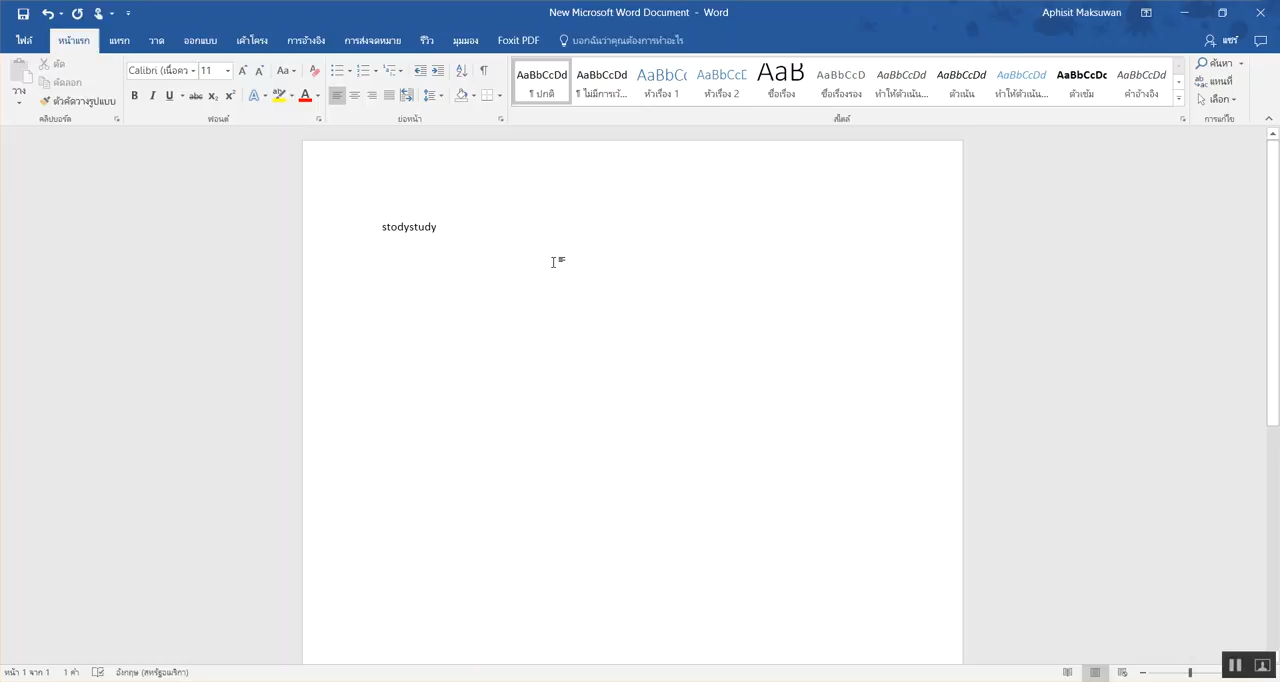 New Microsoft Word Document - Word
Aphisit Maksuwan
ไฟล์ หน้าแรก แทรก วาด ออกแบบ เค้าโครง การอ้างอิง การส่งจดหมาย รีวิว มุมมอง Foxit PDF บอกฉันว่าคุณต้องการทำอะไร แชร์
วาง
ตัด
คัดลอก
ตัวคัดวางรูปแบบ
คลิปบอร์ด
Calibri (เนื้อคว 11
Aa
B I U abc X₂ X²
ฟอนต์
ย่อหน้า
AaBbCcDd AaBbCcDd AaBbCc AaBbCcE AaB AaBbCcD AaBbCcDd AaBbCcDd AaBbCcDd AaBbCcDc AaBbCcDd
¶ ปกติ ¶ ไม่มีการเว้... หัวเรื่อง 1 หัวเรื่อง 2 ชื่อเรื่อง ชื่อเรื่องรอง ทำให้ตัวเน้น... ตัวเน้น ทำให้ตัวเน้น... ตัวเข้ม คำอ้างอิง
สไตล์
ค้นหา
แทนที่
เลือก
การแก้ไข
stodystudy
หน้า 1 จาก 1 1 คำ อังกฤษ (สหรัฐอเมริกา)